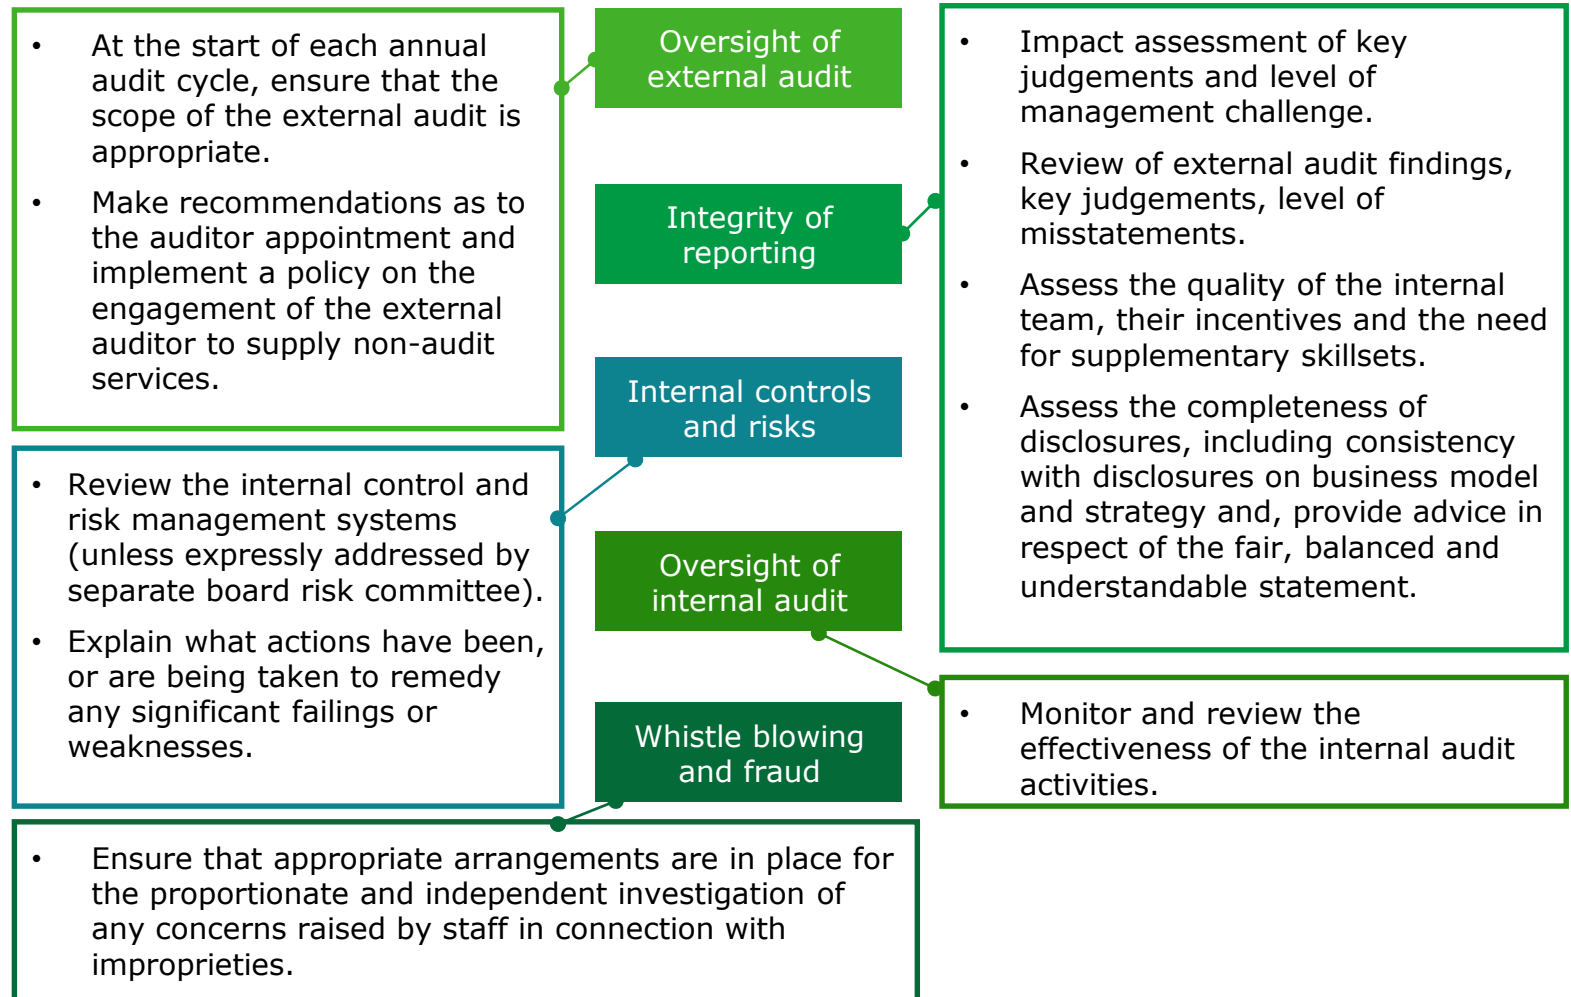 • At the start of each annual
audit cycle, ensure that the
scope of the external audit is
appropriate.
• Make recommendations as to
the auditor appointment and
implement a policy on the
engagement of the external
auditor to supply non-audit
services.
Oversight of
external audit
• Impact assessment of key
judgements and level of
management challenge.
• Review of external audit findings,
key judgements, level of
misstatements.
• Assess the quality of the internal
team, their incentives and the need
for supplementary skillsets.
• Assess the completeness of
disclosures, including consistency
with disclosures on business model
and strategy and, provide advice in
respect of the fair, balanced and
understandable statement.
Integrity of
reporting
Internal controls
and risks
• Review the internal control and
risk management systems
(unless expressly addressed by
separate board risk committee).
• Explain what actions have been,
or are being taken to remedy
any significant failings or
weaknesses.
Oversight of
internal audit
• Monitor and review the
effectiveness of the internal audit
activities.
Whistle blowing
and fraud
• Ensure that appropriate arrangements are in place for
the proportionate and independent investigation of
any concerns raised by staff in connection with
improprieties.